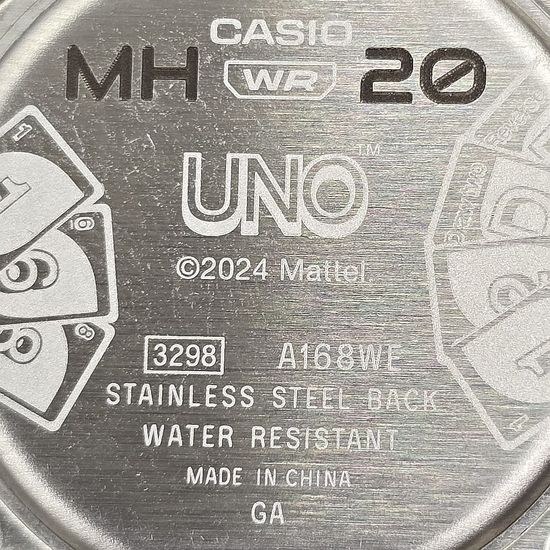 CASIO
MH WR 20
UNO™
©2024 Mattel
3298 A168WE
STAINLESS STEEL BACK
WATER RESISTANT
MADE IN CHINA
GA